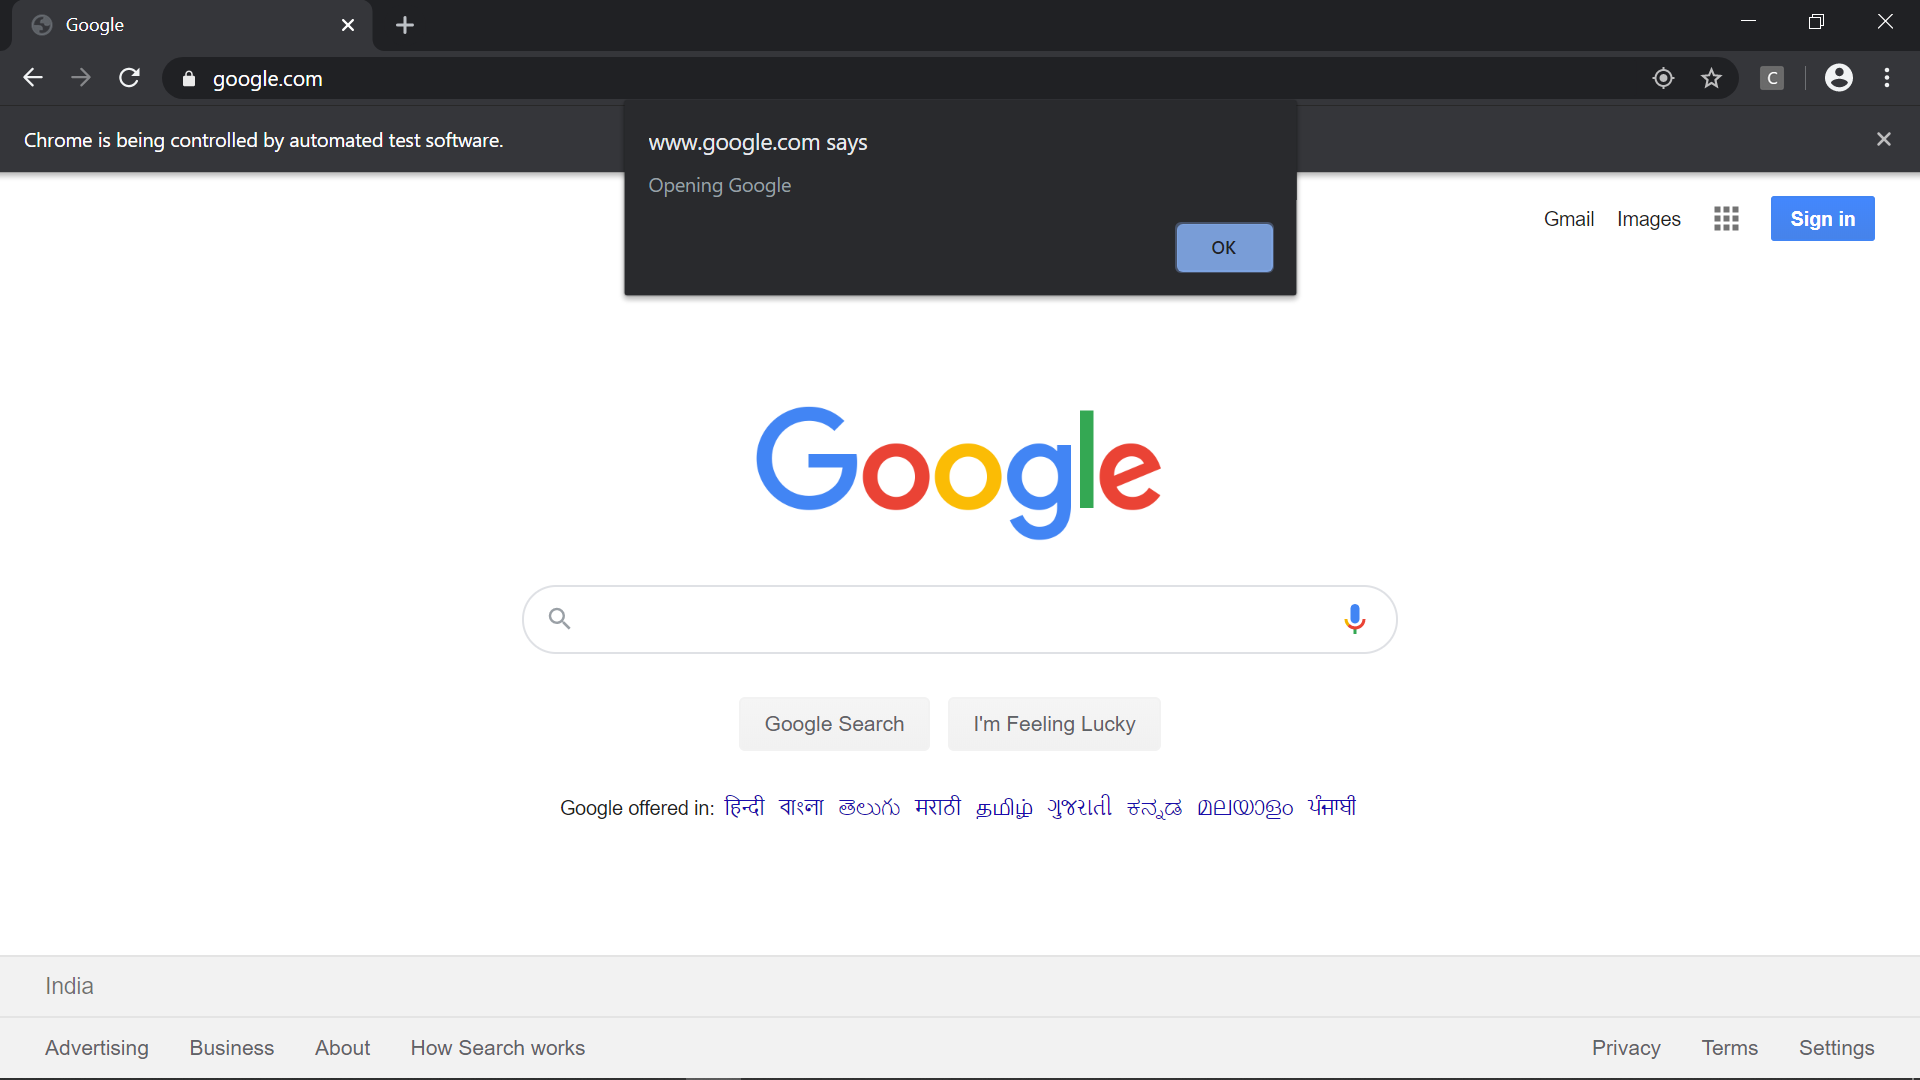 Google
google.com
C
Chrome is being controlled by automated test software.
www.google.com says
Opening Google
OK
Gmail Images Sign in
Google
Google Search I'm Feeling Lucky
Google offered in: हिन्दी বাংলা తెలుగు मराठी தமிழ் ગુજરાતી ಕನ್ನಡ മലയാളം ਪੰਜਾਬੀ
India
Advertising Business About How Search works Privacy Terms Settings